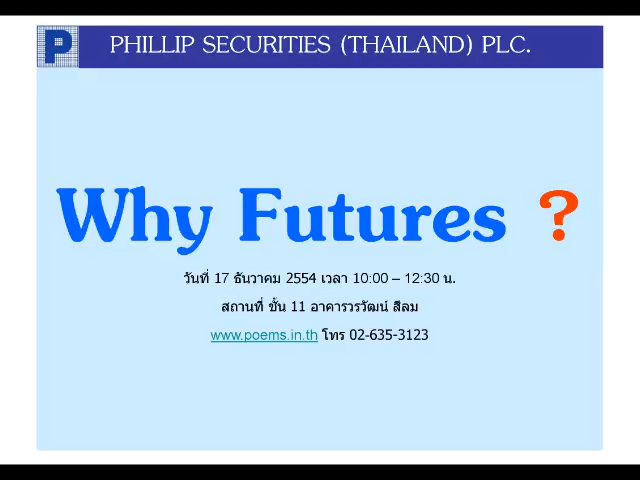 P
PHILLIP SECURITIES (THAILAND) PLC.
Why Futures ?
วันที่ 17 ธันวาคม 2554 เวลา 10:00 – 12:30 น.
สถานที่ ชั้น 11 อาคารวรวัฒน์ สีลม
www.poems.in.th โทร 02-635-3123